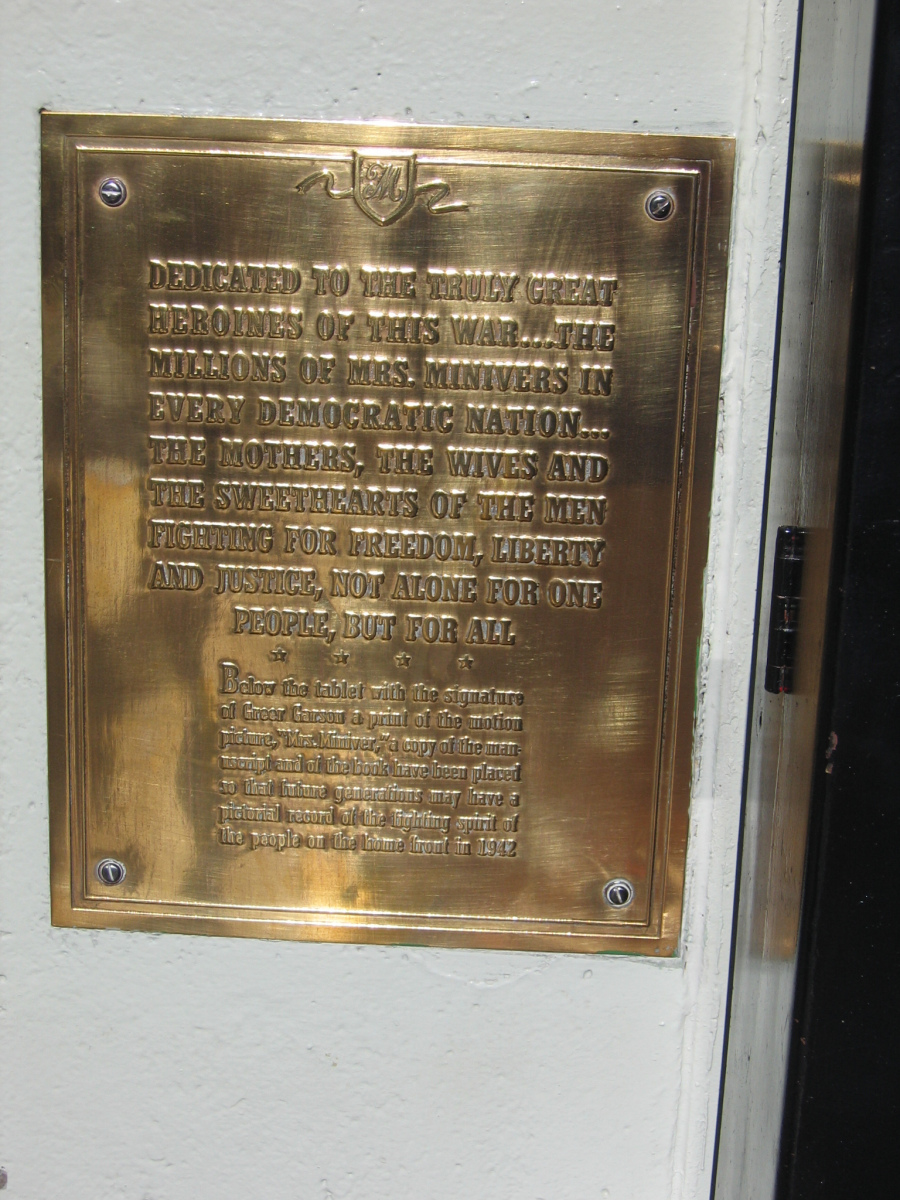 M
DEDICATED TO THE TRULY GREAT
HEROINES OF THIS WAR...THE
MILLIONS OF MRS. MINIVERS IN
EVERY DEMOCRATIC NATION...
THE MOTHERS, THE WIVES AND
THE SWEETHEARTS OF THE MEN
FIGHTING FOR FREEDOM, LIBERTY
AND JUSTICE, NOT ALONE FOR ONE
PEOPLE, BUT FOR ALL
Below the tablet with the signature
of Greer Garson a print of the motion
picture, "Mrs. Miniver," a copy of the man-
uscript and of the book have been placed
so that future generations may have a
pictorial record of the fighting spirit of
the people on the home front in 1942